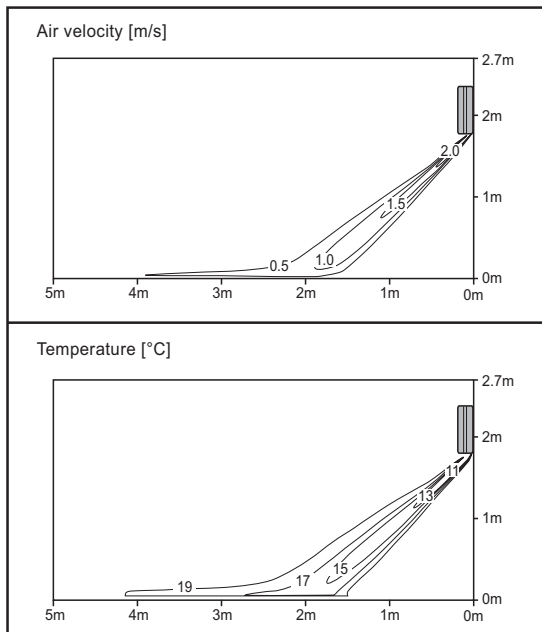 Air velocity [m/s]
2.7m
2m
2.0
1.5
1m
1.0
0.5
0m
5m 4m 3m 2m 1m 0m
Temperature [°C]
2.7m
2m
11
13
1m
15
17
19
0m
5m 4m 3m 2m 1m 0m